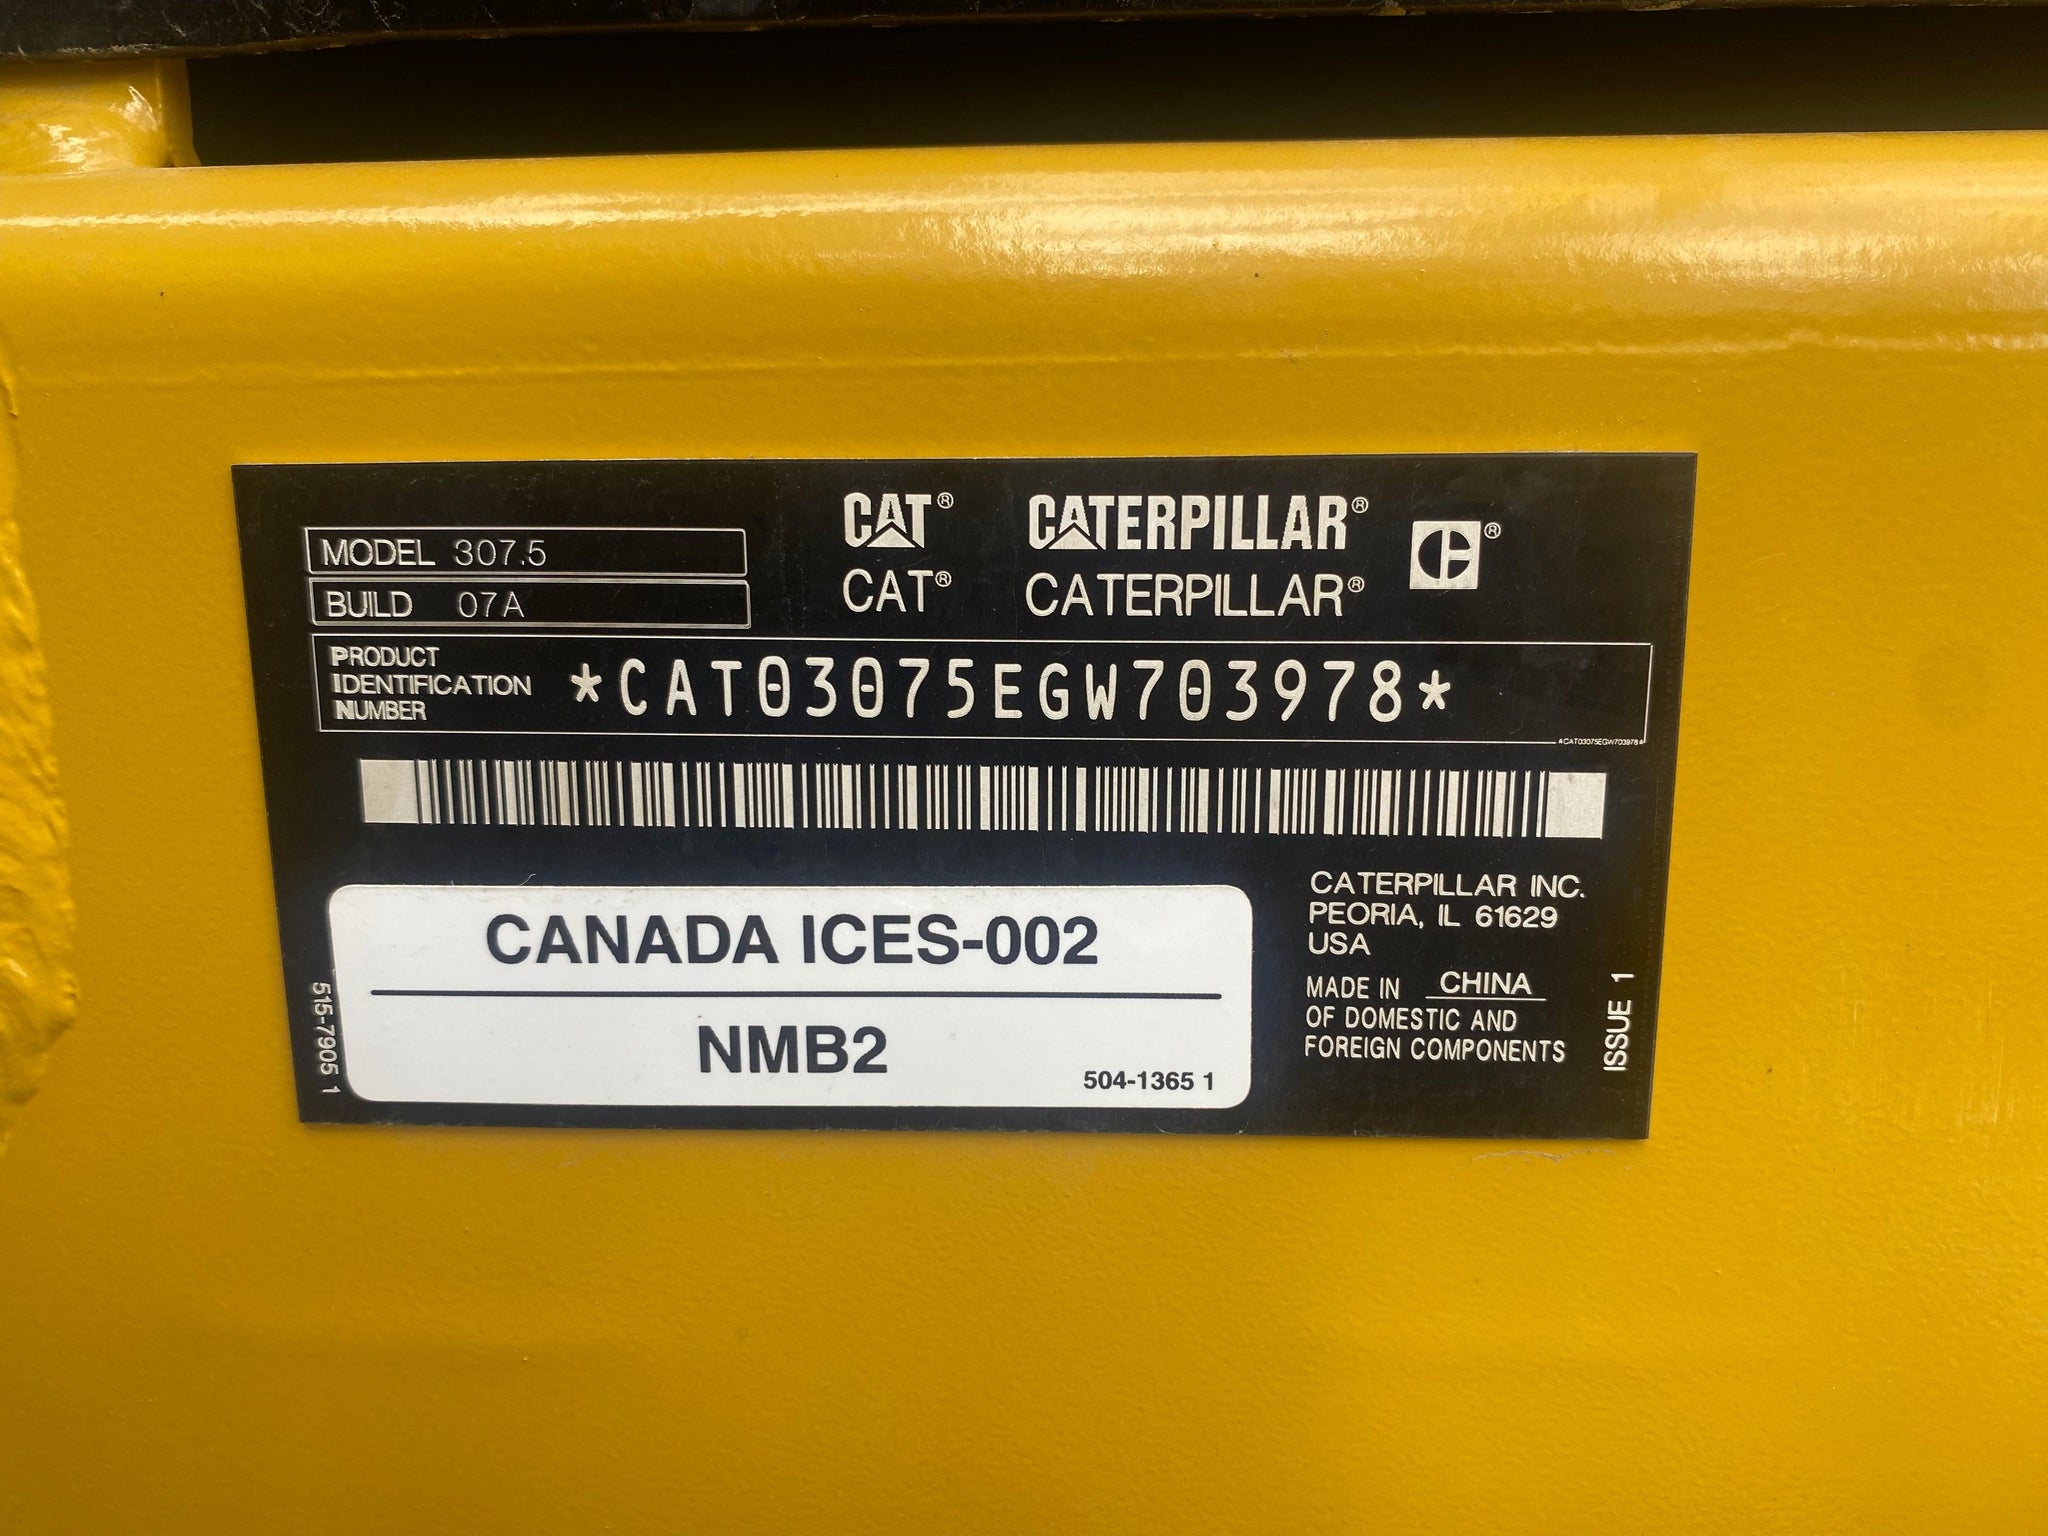 MODEL 307.5
BUILD 07A
CAT® CATERPILLAR® C®
CAT® CATERPILLAR®
PRODUCT
IDENTIFICATION
NUMBER
*CAT03075EGW703978*
*CAT03075EGW703978*
CANADA ICES-002
NMB2
504-1365 1
515-7905 1
CATERPILLAR INC.
PEORIA, IL 61629
USA
MADE IN CHINA
OF DOMESTIC AND
FOREIGN COMPONENTS
ISSUE 1